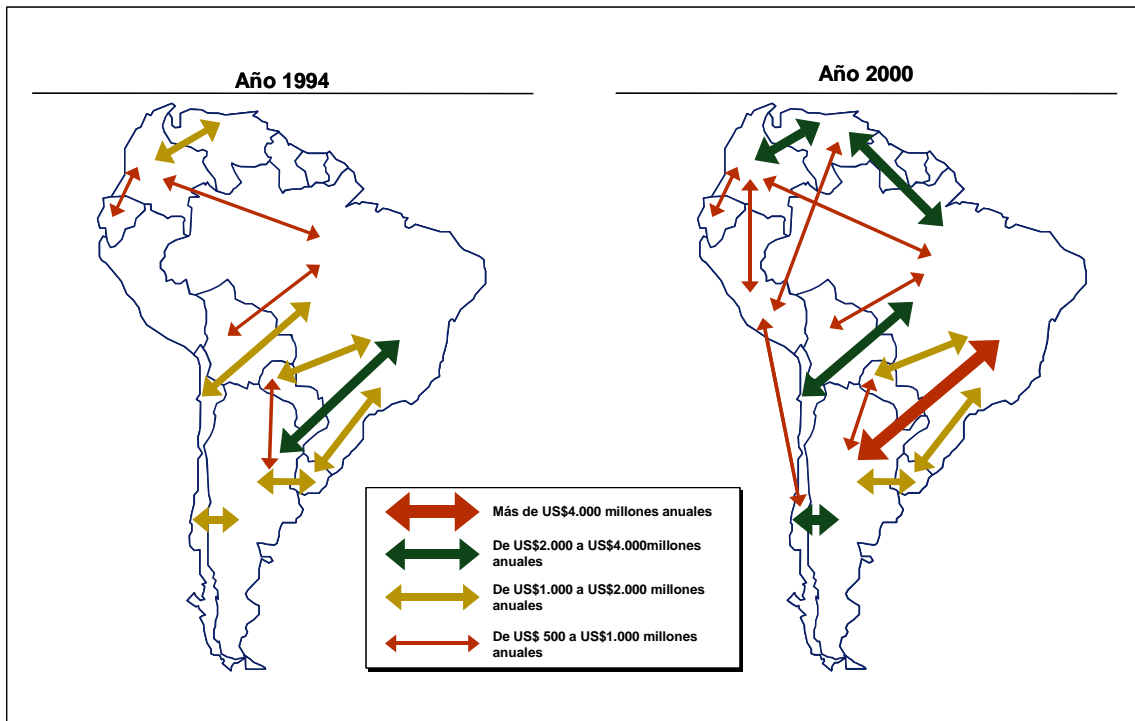 Año 1994
Año 2000
Más de US$4.000 millones anuales
De US$2.000 a US$4.000millones
anuales
De US$1.000 a US$2.000 millones
anuales
De US$ 500 a US$1.000 millones
anuales